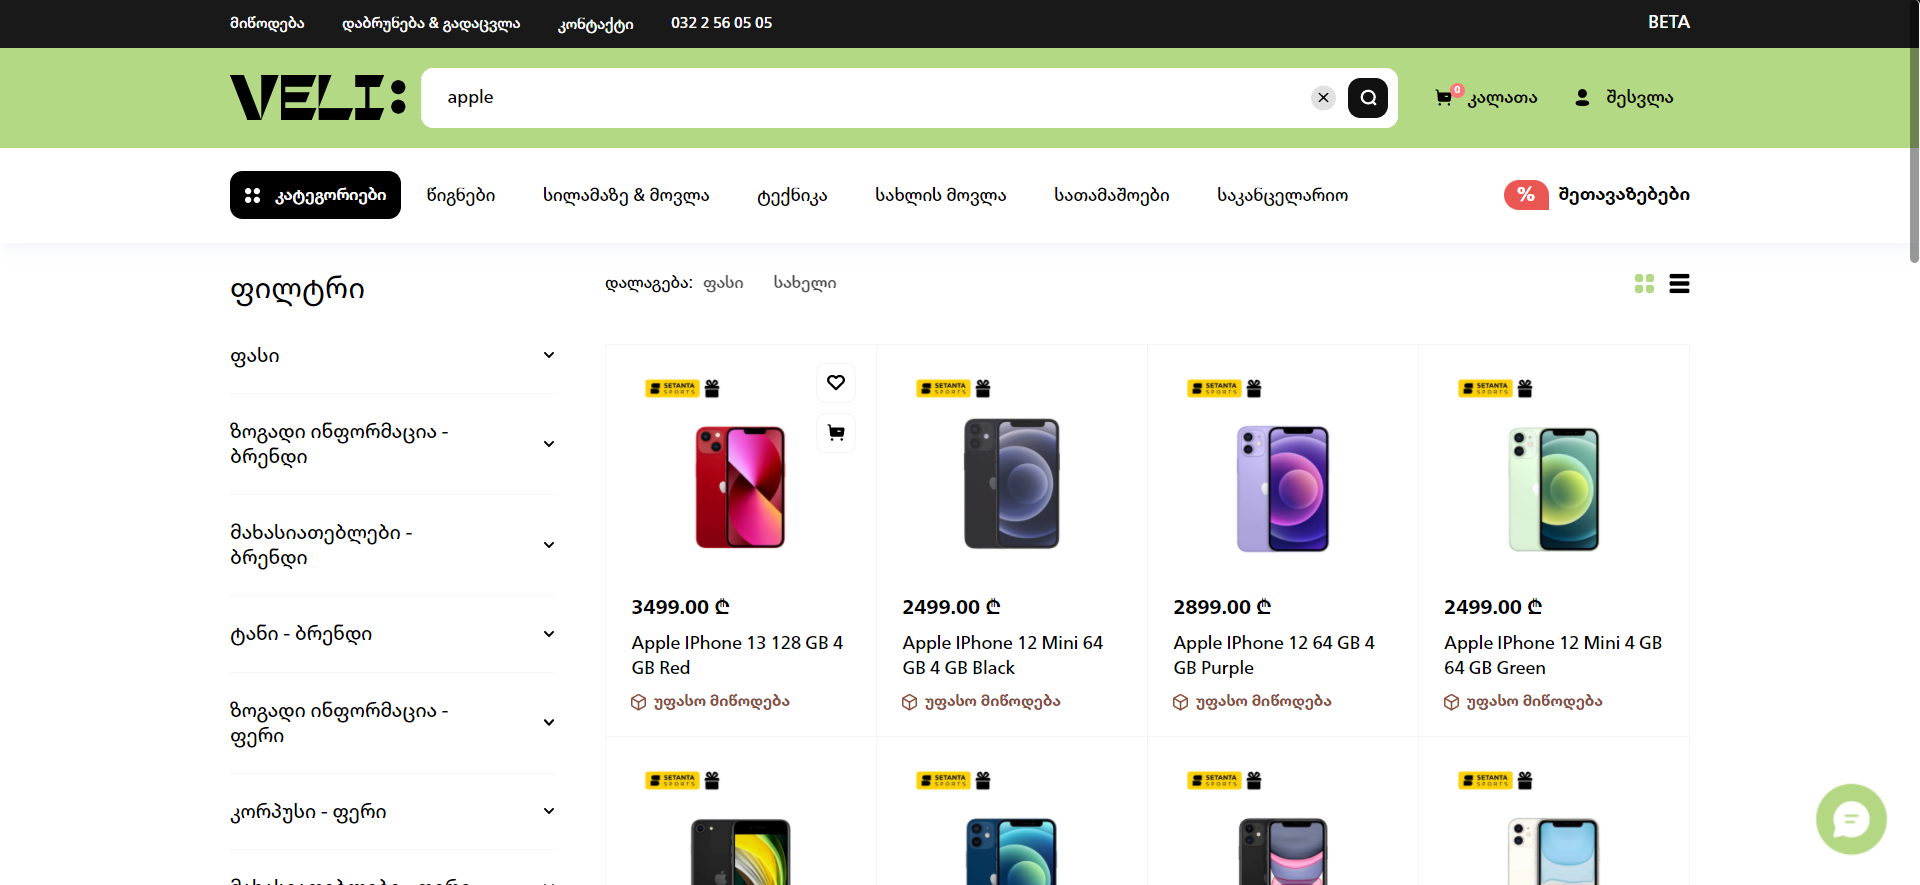 მიწოდება
დაბრუნება & გადაცვლა
კონტაქტი
032 2 56 05 05
BETA
VELI:
apple
0
კალათა
შესვლა
კატეგორიები
წიგნები
სილამაზე & მოვლა
ტექნიკა
სახლის მოვლა
სათამაშოები
საკანცელარიო
%
შეთავაზებები
ფილტრი
ფასი
ზოგადი ინფორმაცია -
ბრენდი
მახასიათებლები -
ბრენდი
ტანი - ბრენდი
ზოგადი ინფორმაცია -
ფერი
კორპუსი - ფერი
მახასიათებლები - ფერი
დალაგება:
ფასი
სახელი
SETANTA
SPORTS
3499.00 ₾
Apple IPhone 13 128 GB 4
GB Red
უფასო მიწოდება
SETANTA
SPORTS
2499.00 ₾
Apple IPhone 12 Mini 64
GB 4 GB Black
უფასო მიწოდება
SETANTA
SPORTS
2899.00 ₾
Apple IPhone 12 64 GB 4
GB Purple
უფასო მიწოდება
SETANTA
SPORTS
2499.00 ₾
Apple IPhone 12 Mini 4 GB
64 GB Green
უფასო მიწოდება
SETANTA
SPORTS
SETANTA
SPORTS
SETANTA
SPORTS
SETANTA
SPORTS